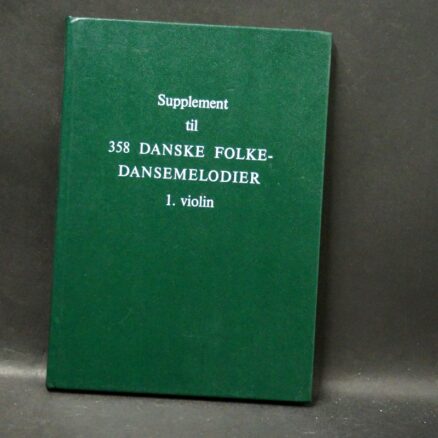 Supplement
til
358 DANSKE FOLKE-
DANSEMELODIER
1. violin